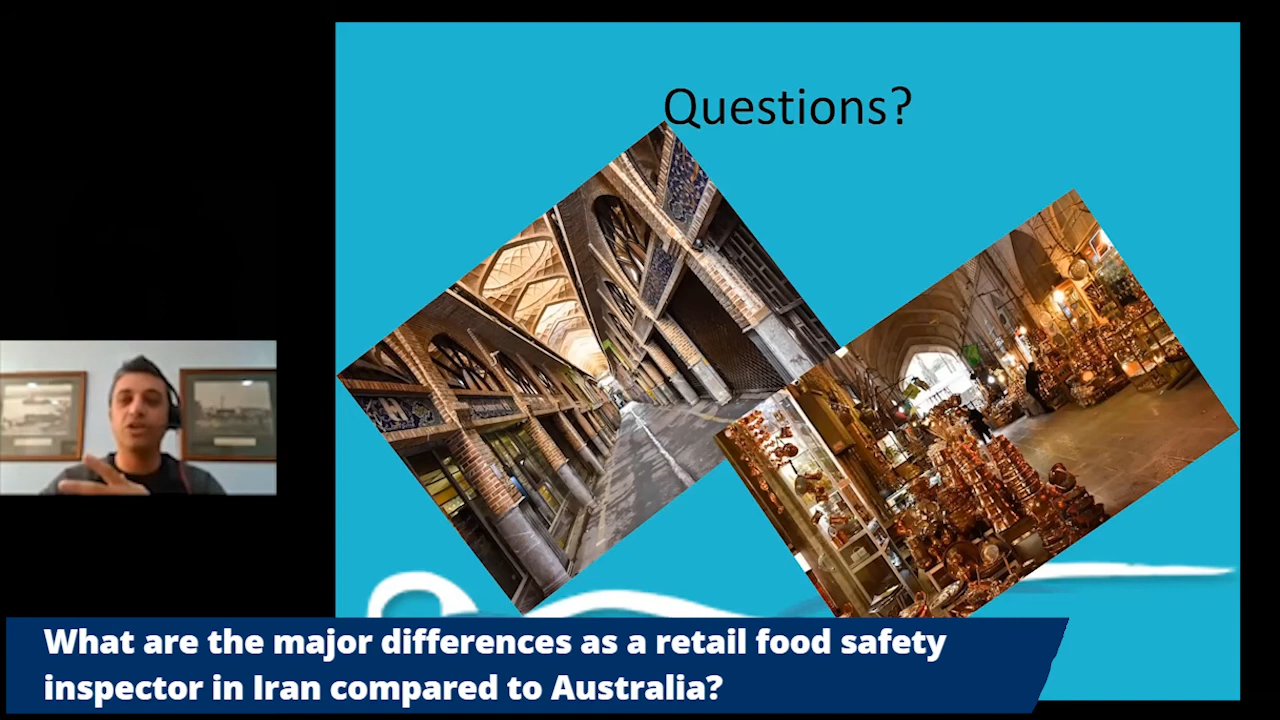 Questions?
What are the major differences as a retail food safety
inspector in Iran compared to Australia?